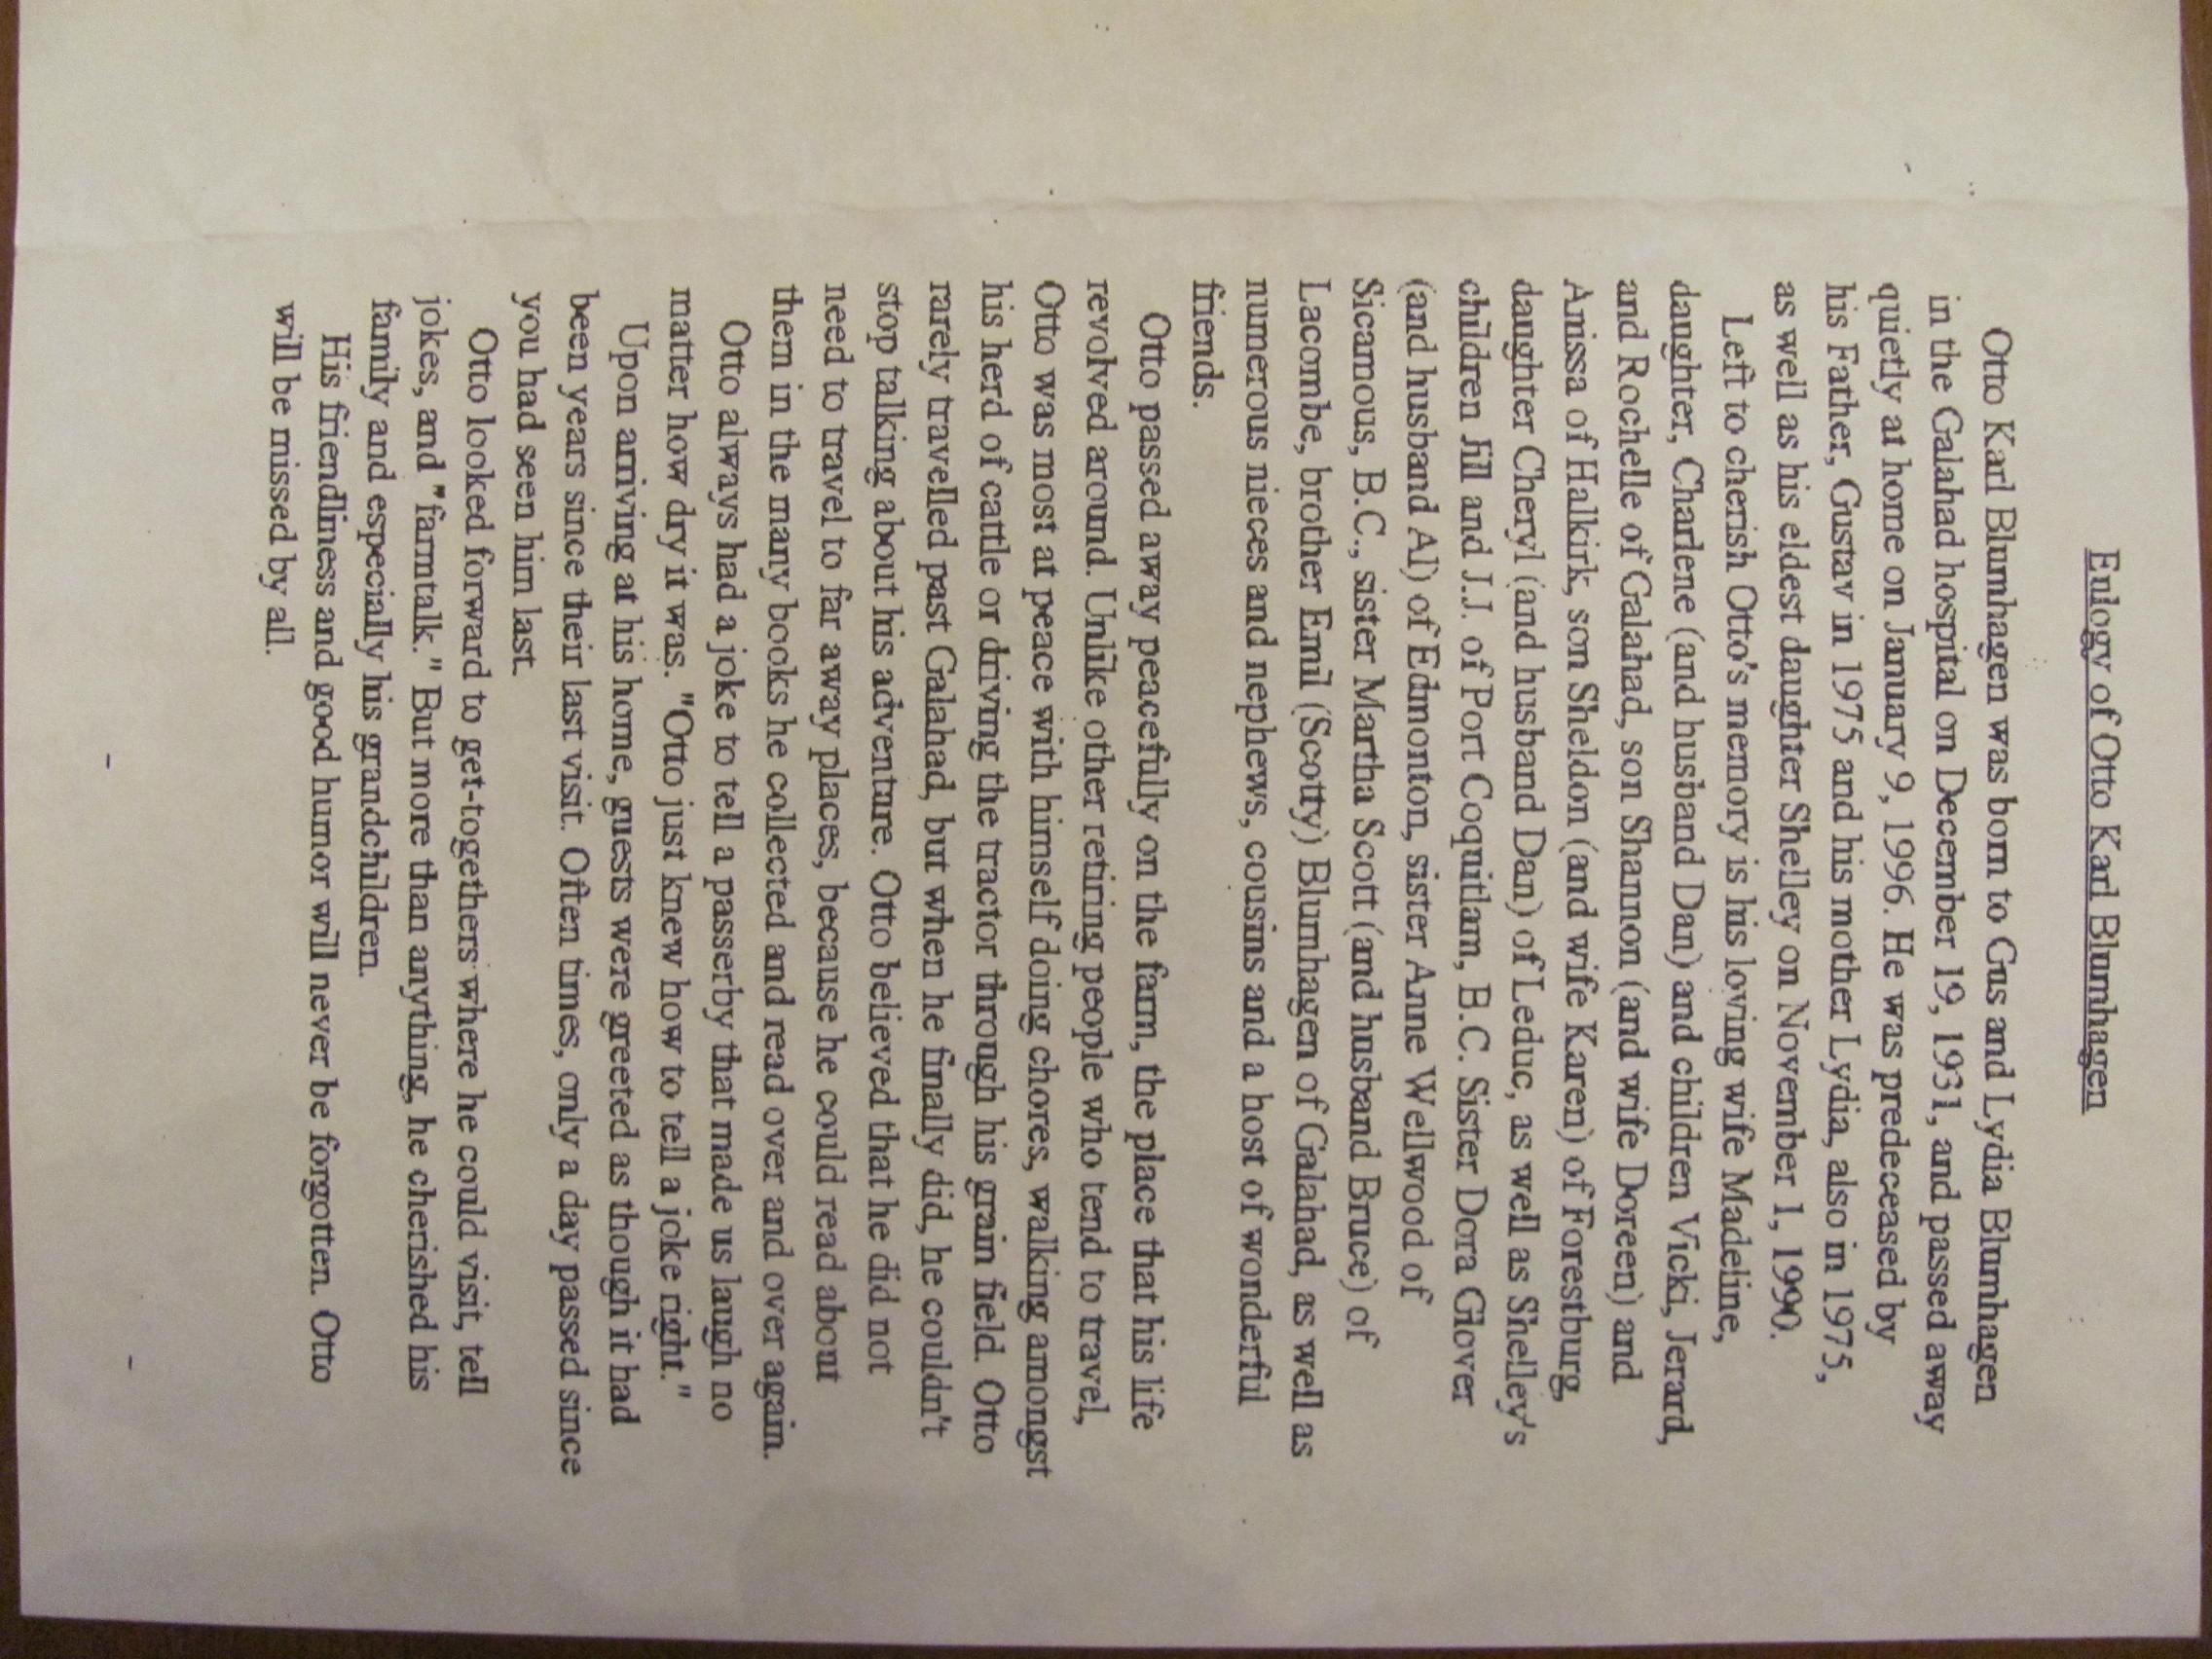 Eulogy of Otto Karl Blumhagen
Otto Karl Blumhagen was born to Gus and Lydia Blumhagen
in the Galahad hospital on December 19, 1931, and passed away
quietly at home on January 9, 1996. He was predeceased by
his Father, Gustav in 1975 and his mother Lydia, also in 1975,
as well as his eldest daughter Shelley on November 1, 1990.
Left to cherish Otto's memory is his loving wife Madeline,
daughter, Charlene (and husband Dan) and children Vicki, Jerard,
and Rochelle of Galahad, son Shannon (and wife Doreen) and
Anissa of Halkirk, son Sheldon (and wife Karen) of Forestburg,
daughter Cheryl (and husband Dan) of Leduc, as well as Shelley's
children Jill and J.J. of Port Coquitlam, B.C. Sister Dora Glover
(and husband Al) of Edmonton, sister Anne Wellwood of
Sicamous, B.C., sister Martha Scott (and husband Bruce) of
Lacombe, brother Emil (Scotty) Blumhagen of Galahad, as well as
numerous nieces and nephews, cousins and a host of wonderful
friends.
Otto passed away peacefully on the farm, the place that his life
revolved around. Unlike other retiring people who tend to travel,
Otto was most at peace with himself doing chores, walking amongst
his herd of cattle or driving the tractor through his grain field. Otto
rarely travelled past Galahad, but when he finally did, he couldn't
stop talking about his adventure. Otto believed that he did not
need to travel to far away places, because he could read about
them in the many books he collected and read over and over again.
Otto always had a joke to tell a passerby that made us laugh no
matter how dry it was. "Otto just knew how to tell a joke right."
Upon arriving at his home, guests were greeted as though it had
been years since their last visit. Often times, only a day passed since
you had seen him last.
Otto looked forward to get-togethers where he could visit, tell
jokes, and "farmtalk." But more than anything, he cherished his
family and especially his grandchildren.
His friendliness and good humor will never be forgotten. Otto
will be missed by all.